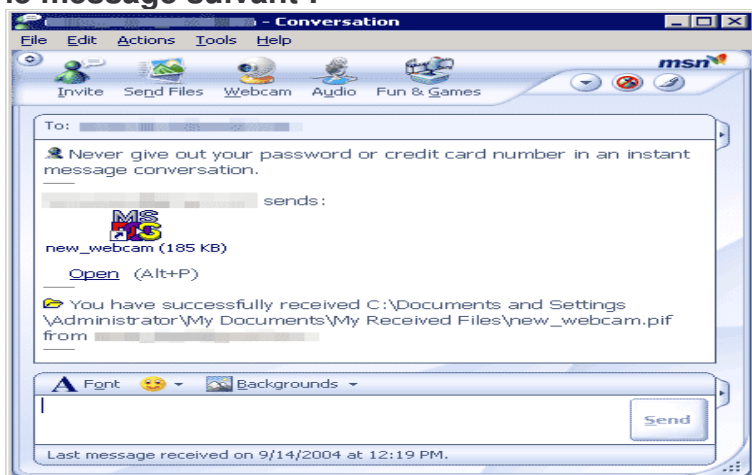 le message suivant :
- Conversation
File Edit Actions Tools Help
msn
Invite Send Files Webcam Audio Fun & Games
To:
Never give out your password or credit card number in an instant
message conversation.
sends:
new_webcam (185 KB)
Open (Alt+P)
You have successfully received C:\Documents and Settings
\Administrator\My Documents\My Received Files\new_webcam.pif
from
A Font Backgrounds
Send
Last message received on 9/14/2004 at 12:19 PM.